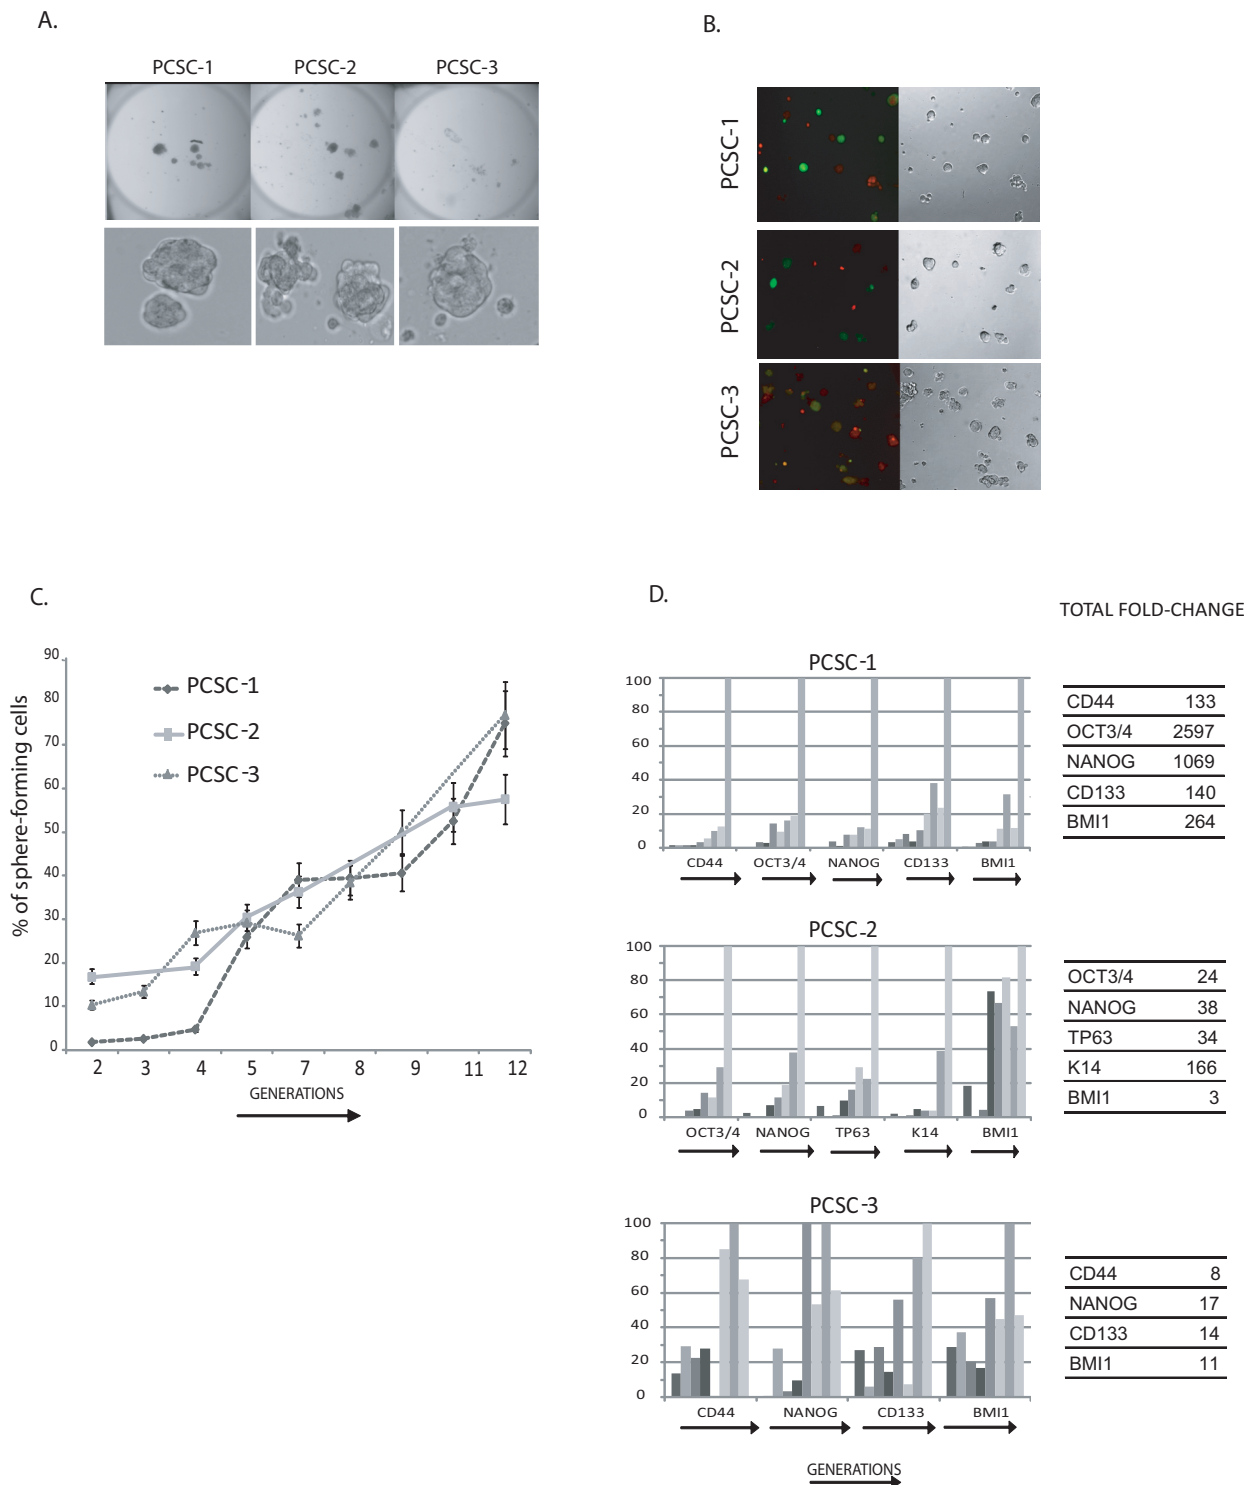 A.
PCSC-1 PCSC-2 PCSC-3
B.
PCSC-1
PCSC-2
PCSC-3
C.
% of sphere-forming cells
90
80
70
60
50
40
30
20
10
0
PCSC-1
PCSC-2
PCSC-3
2 3 4 5 7 8 9 11 12
GENERATIONS
D.
TOTAL FOLD-CHANGE
PCSC-1
100
80
60
40
20
0
CD44 OCT3/4 NANOG CD133 BMI1
CD44 133
OCT3/4 2597
NANOG 1069
CD133 140
BMI1 264
PCSC-2
100
80
60
40
20
0
OCT3/4 NANOG TP63 K14 BMI1
OCT3/4 24
NANOG 38
TP63 34
K14 166
BMI1 3
PCSC-3
100
80
60
40
20
0
CD44 NANOG CD133 BMI1
CD44 8
NANOG 17
CD133 14
BMI1 11
GENERATIONS